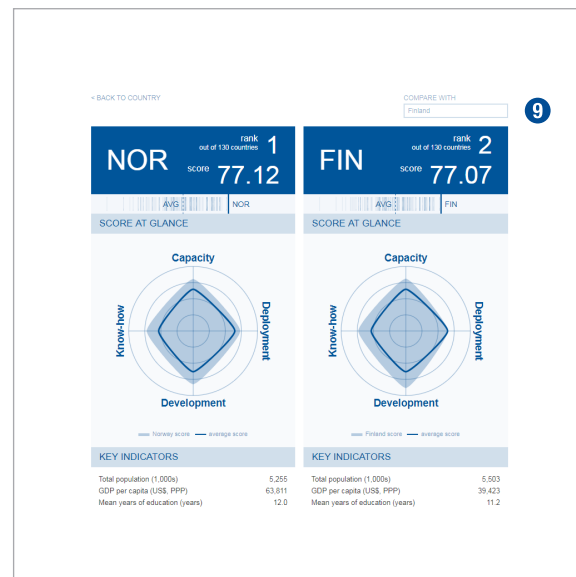 < BACK TO COUNTRY
COMPARE WITH
Finland
9
NOR
rank
out of 130 countries
1
score 77.12
AVG NOR
SCORE AT GLANCE
Capacity
Deployment
Know-how
Development
Norway score average score
KEY INDICATORS
Total population (1,000s) 5,255
GDP per capita (US$, PPP) 63,811
Mean years of education (years) 12.0
FIN
rank
out of 130 countries
2
score 77.07
AVG FIN
SCORE AT GLANCE
Capacity
Deployment
Know-how
Development
Finland score average score
KEY INDICATORS
Total population (1,000s) 5,503
GDP per capita (US$, PPP) 39,423
Mean years of education (years) 11.2